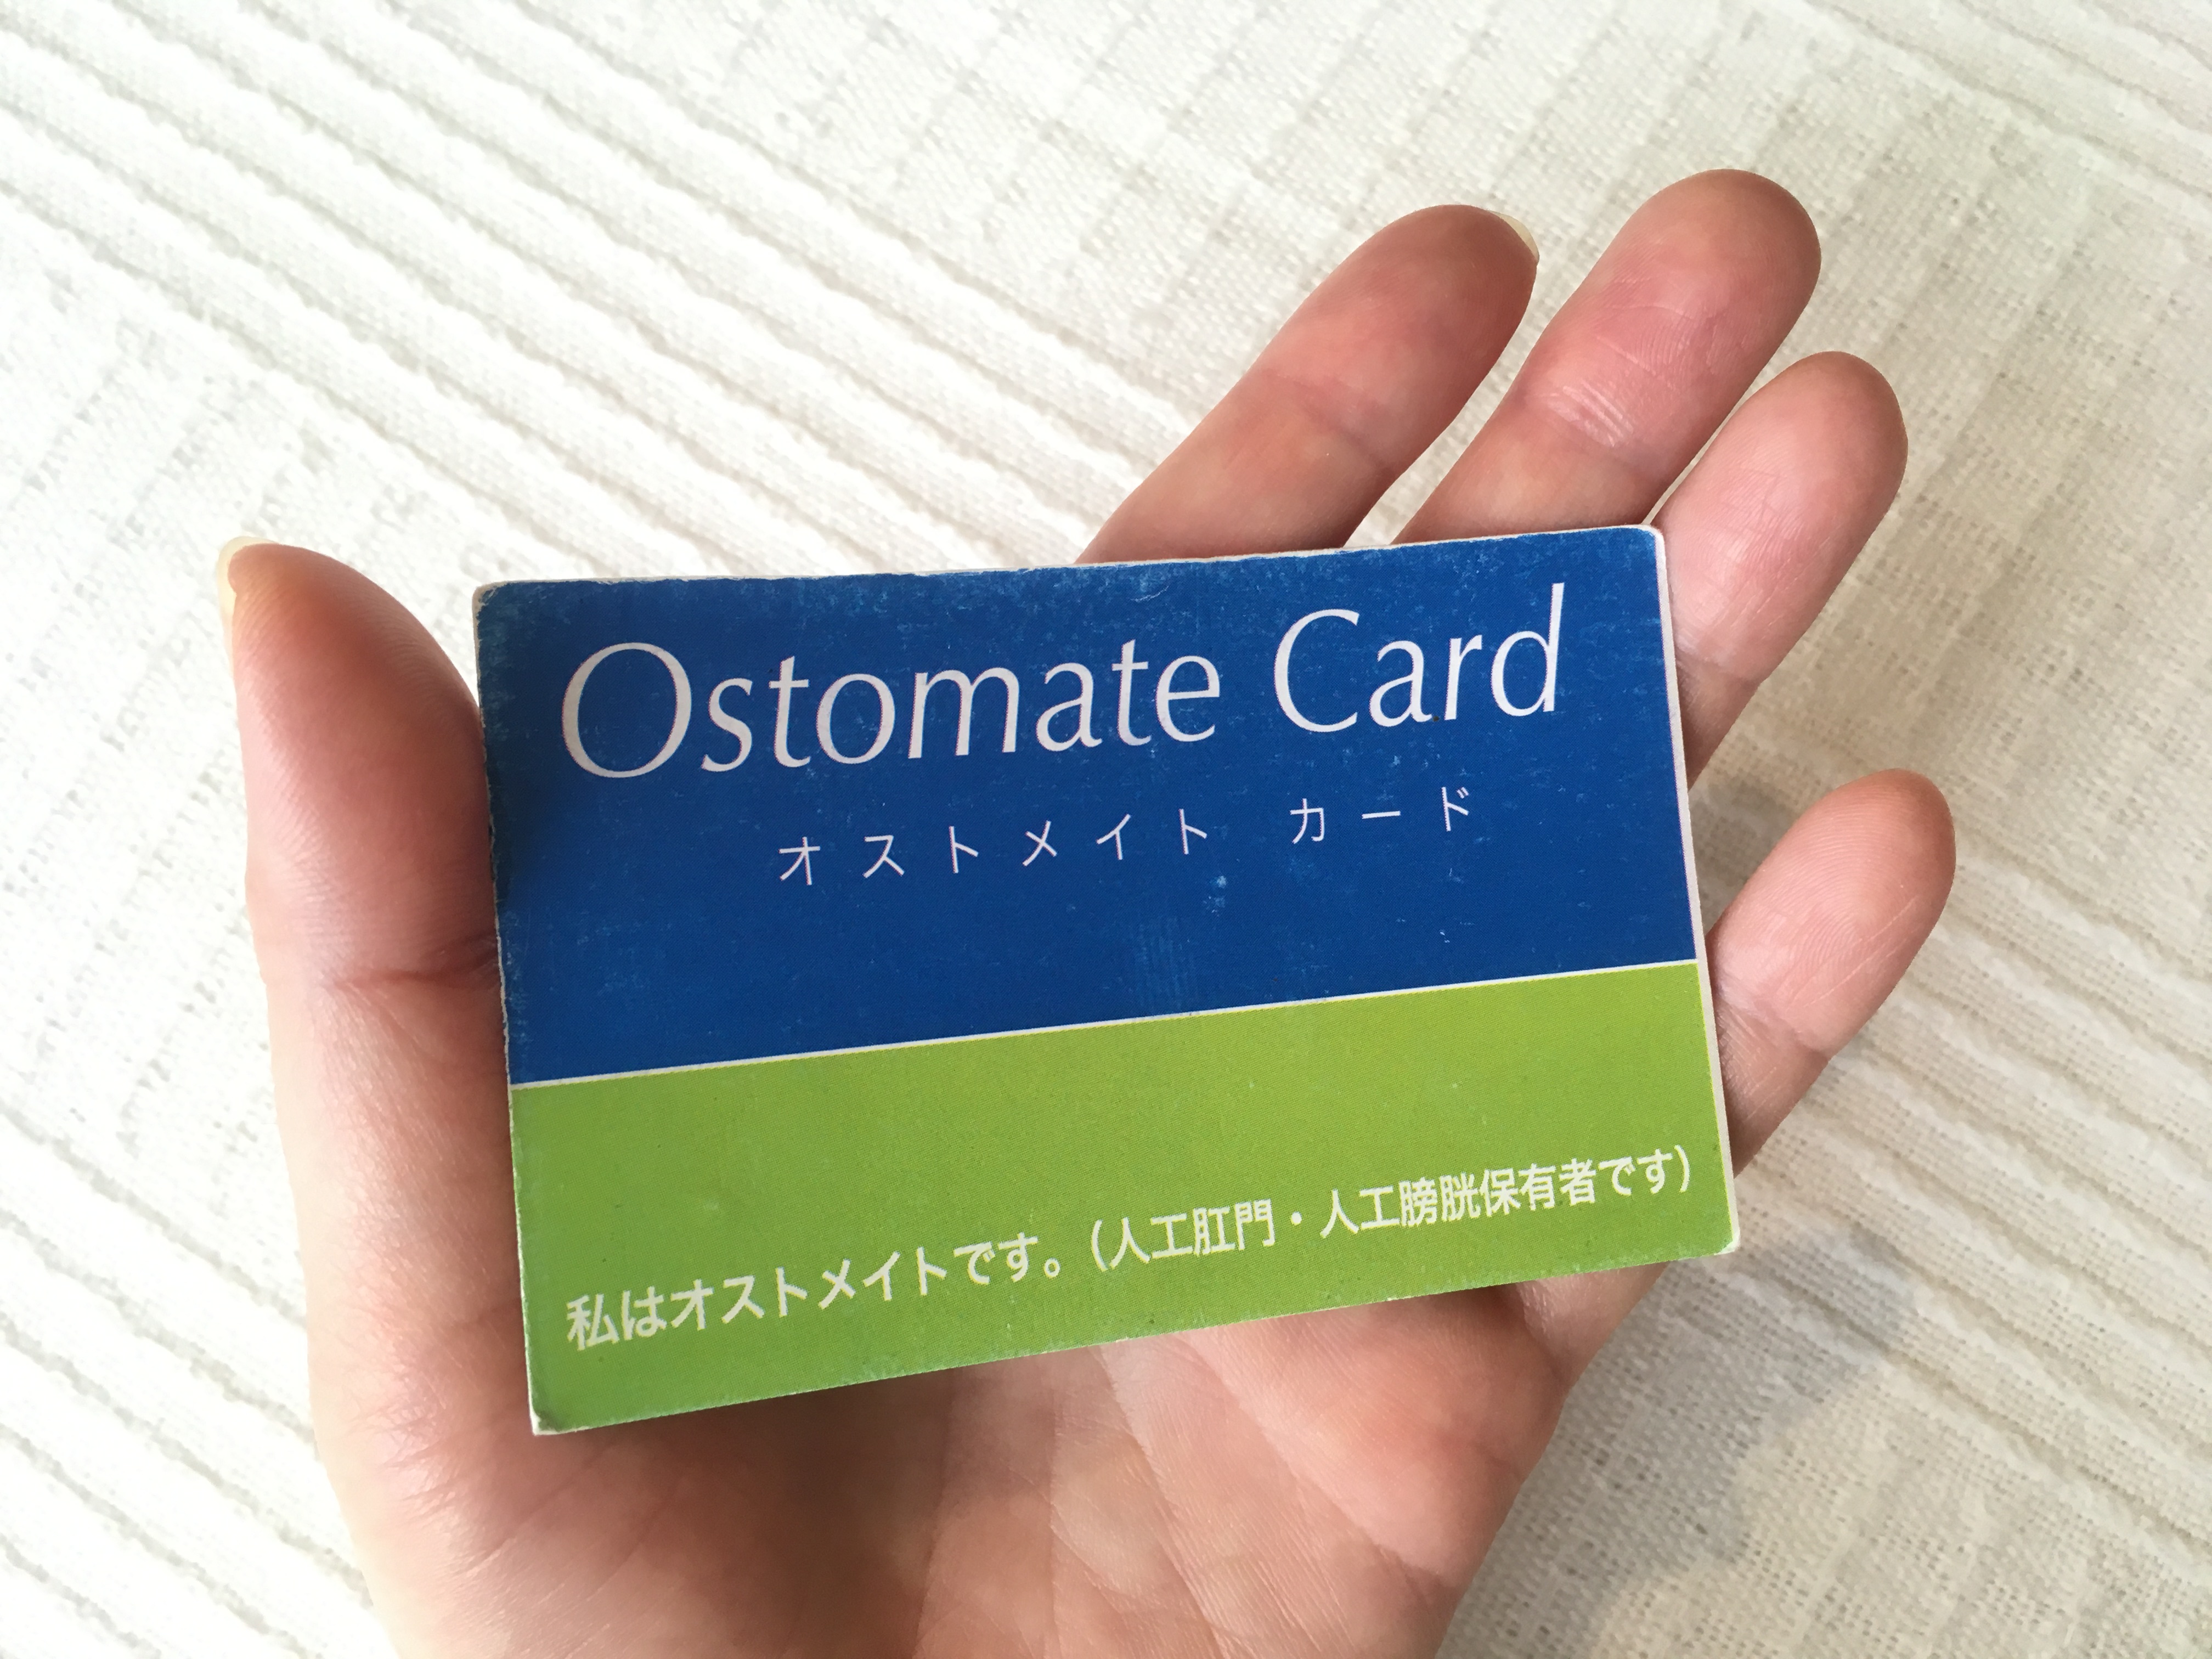 Ostomate Card
オストメイト カード
私はオストメイトです。(人工肛門・人工膀胱保有者です)